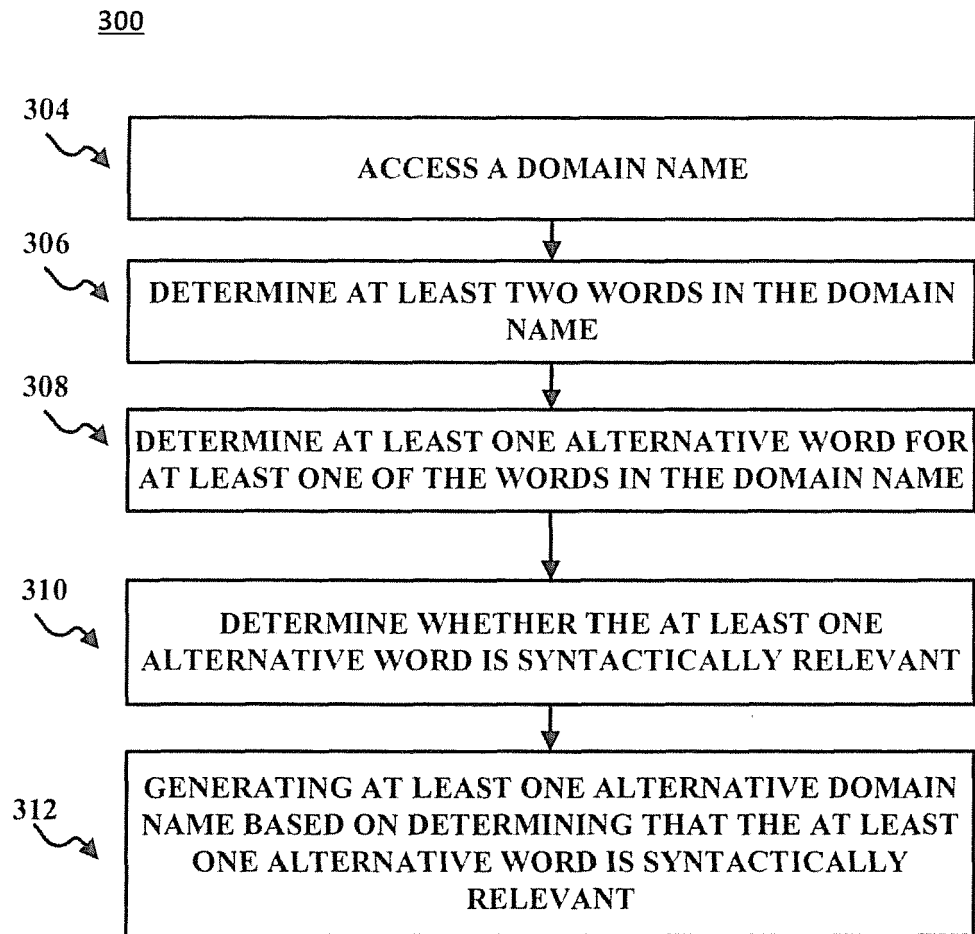 300
304
ACCESS A DOMAIN NAME
306
DETERMINE AT LEAST TWO WORDS IN THE DOMAIN
NAME
308
DETERMINE AT LEAST ONE ALTERNATIVE WORD FOR
AT LEAST ONE OF THE WORDS IN THE DOMAIN NAME
310
DETERMINE WHETHER THE AT LEAST ONE
ALTERNATIVE WORD IS SYNTACTICALLY RELEVANT
312
GENERATING AT LEAST ONE ALTERNATIVE DOMAIN
NAME BASED ON DETERMINING THAT THE AT LEAST
ONE ALTERNATIVE WORD IS SYNTACTICALLY
RELEVANT